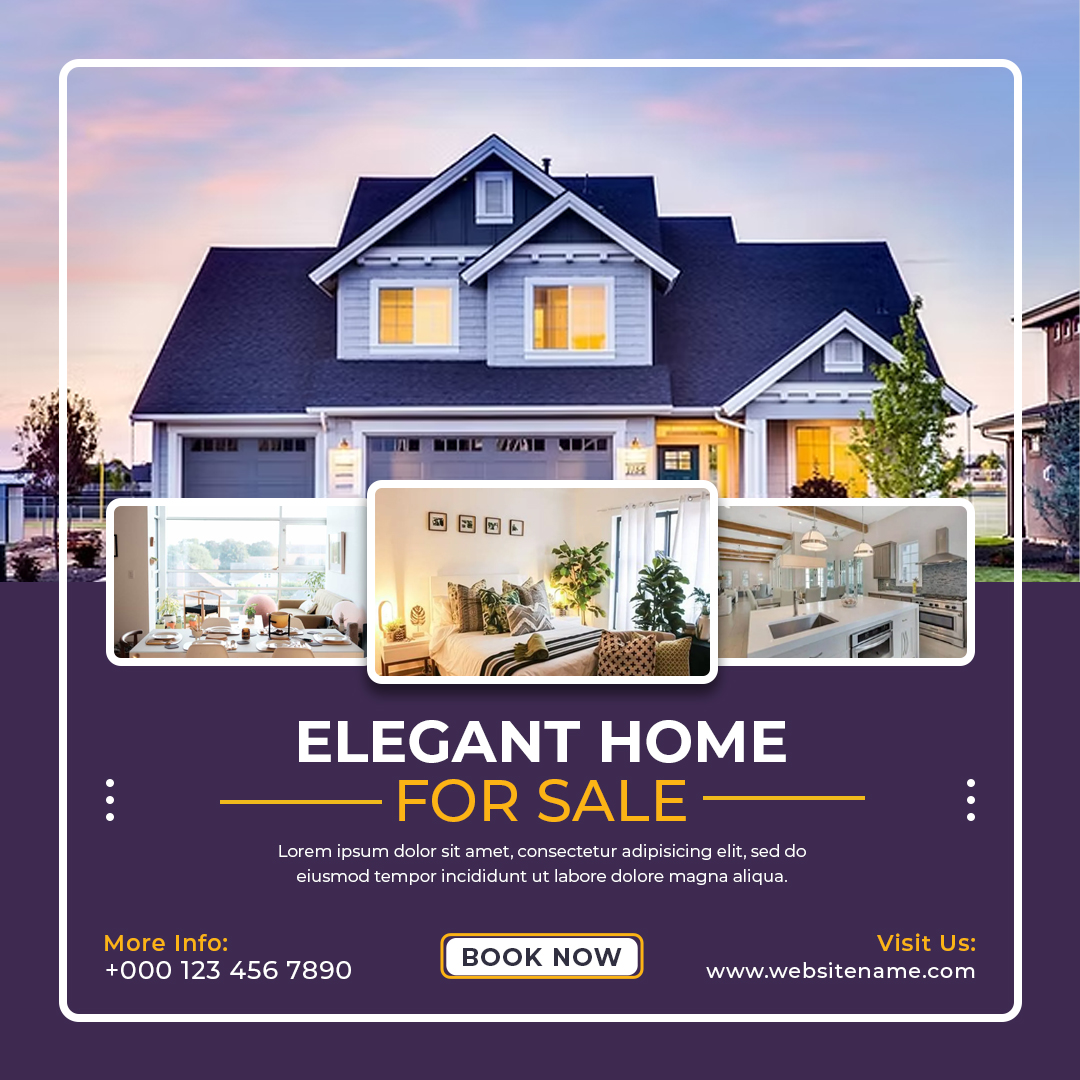 ELEGANT HOME
FOR SALE
Lorem ipsum dolor sit amet, consectetur adipisicing elit, sed do
eiusmod tempor incididunt ut labore dolore magna aliqua.
More Info:
+000 123 456 7890
BOOK NOW
Visit Us:
www.websitename.com